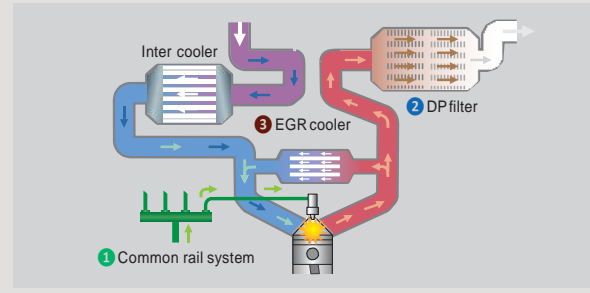 Inter cooler
2 DP filter
3 EGR cooler
1 Common rail system